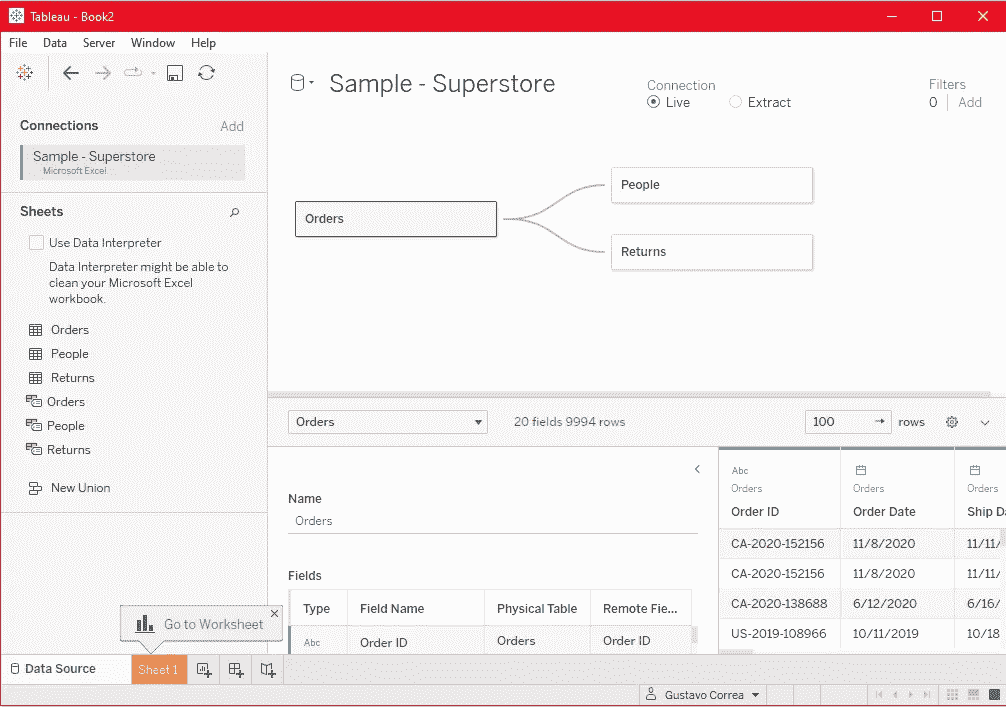 Tableau - Book2
File Data Server Window Help
Connections Add
Sample - Superstore
Microsoft Excel
Sheets
Use Data Interpreter
Data Interpreter might be able to
clean your Microsoft Excel
workbook.
Orders
People
Returns
Orders
People
Returns
New Union
Sample - Superstore
Connection
Live Extract
Filters
0 Add
Orders
People
Returns
Orders 20 fields 9994 rows 100 rows
Name
Orders
Fields
Type Field Name Physical Table Remote Fie...
Abc Order ID Orders Order ID
Abc
Orders Orders Orders
Order ID Order Date Ship D
CA-2020-152156 11/8/2020 11/11/
CA-2020-152156 11/8/2020 11/11/
CA-2020-138688 6/12/2020 6/16/
US-2019-108966 10/11/2019 10/18
Go to Worksheet
Data Source Sheet 1
Gustavo Correa